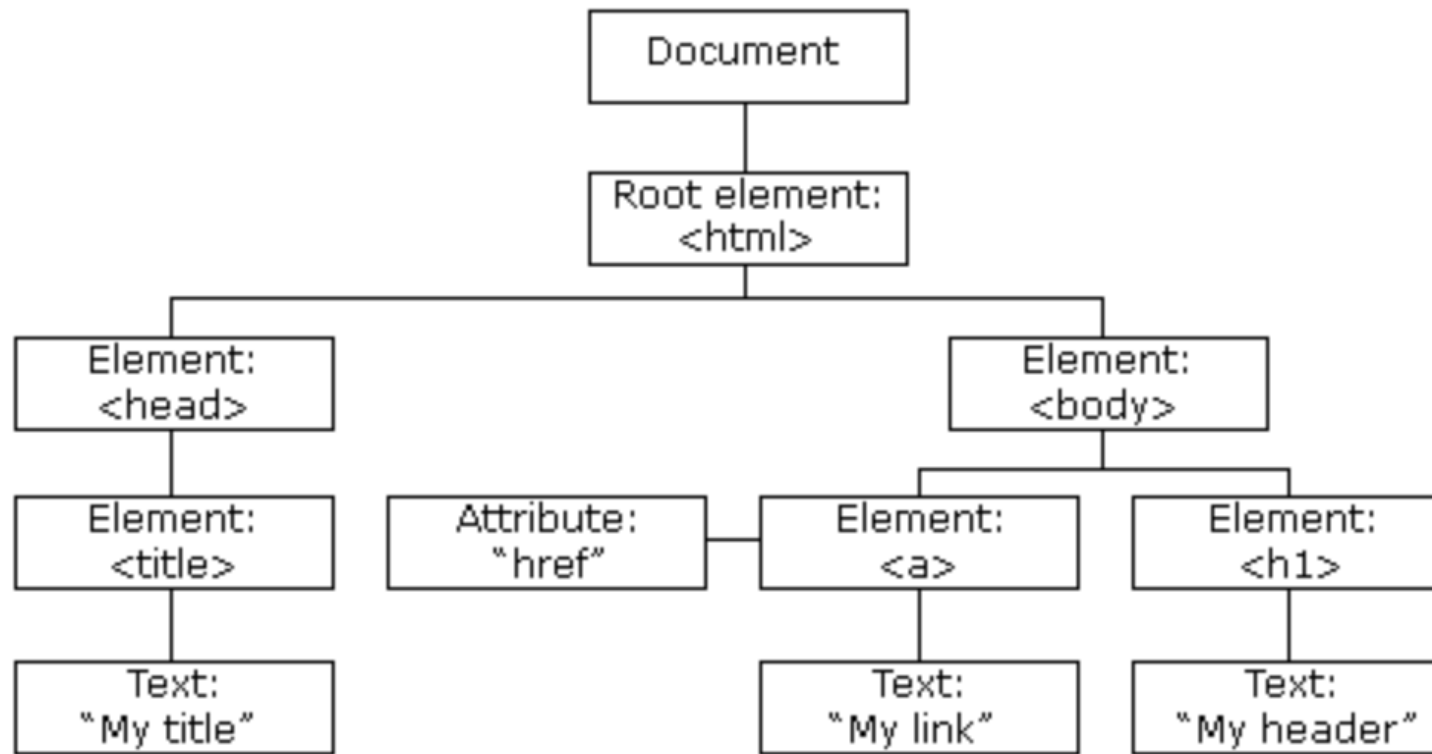 Document
Root element:
<html>
Element:
<head>
Element:
<body>
Element:
<title>
Attribute:
“href”
Element:
<a>
Element:
<h1>
Text:
“My title”
Text:
“My link”
Text:
“My header”